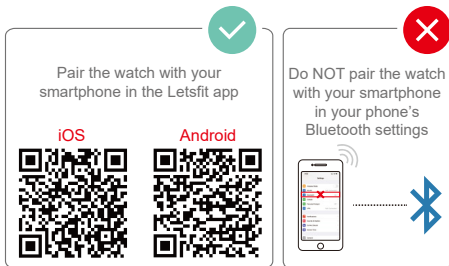 Pair the watch with your
smartphone in the Letsfit app
iOS
Android
Do NOT pair the watch
with your smartphone
in your phone's
Bluetooth settings